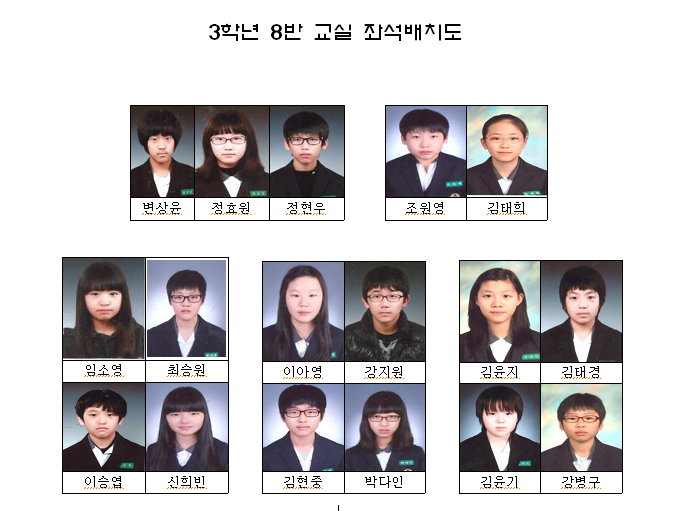 3학년 8반 교실 좌석배치도
변상윤 정효원 정현우 조원영 김태희
임소영 최승원 이아영 강지원 김윤지 김태경
이승엽 신희빈 김현중 박다인 김윤기 강병구